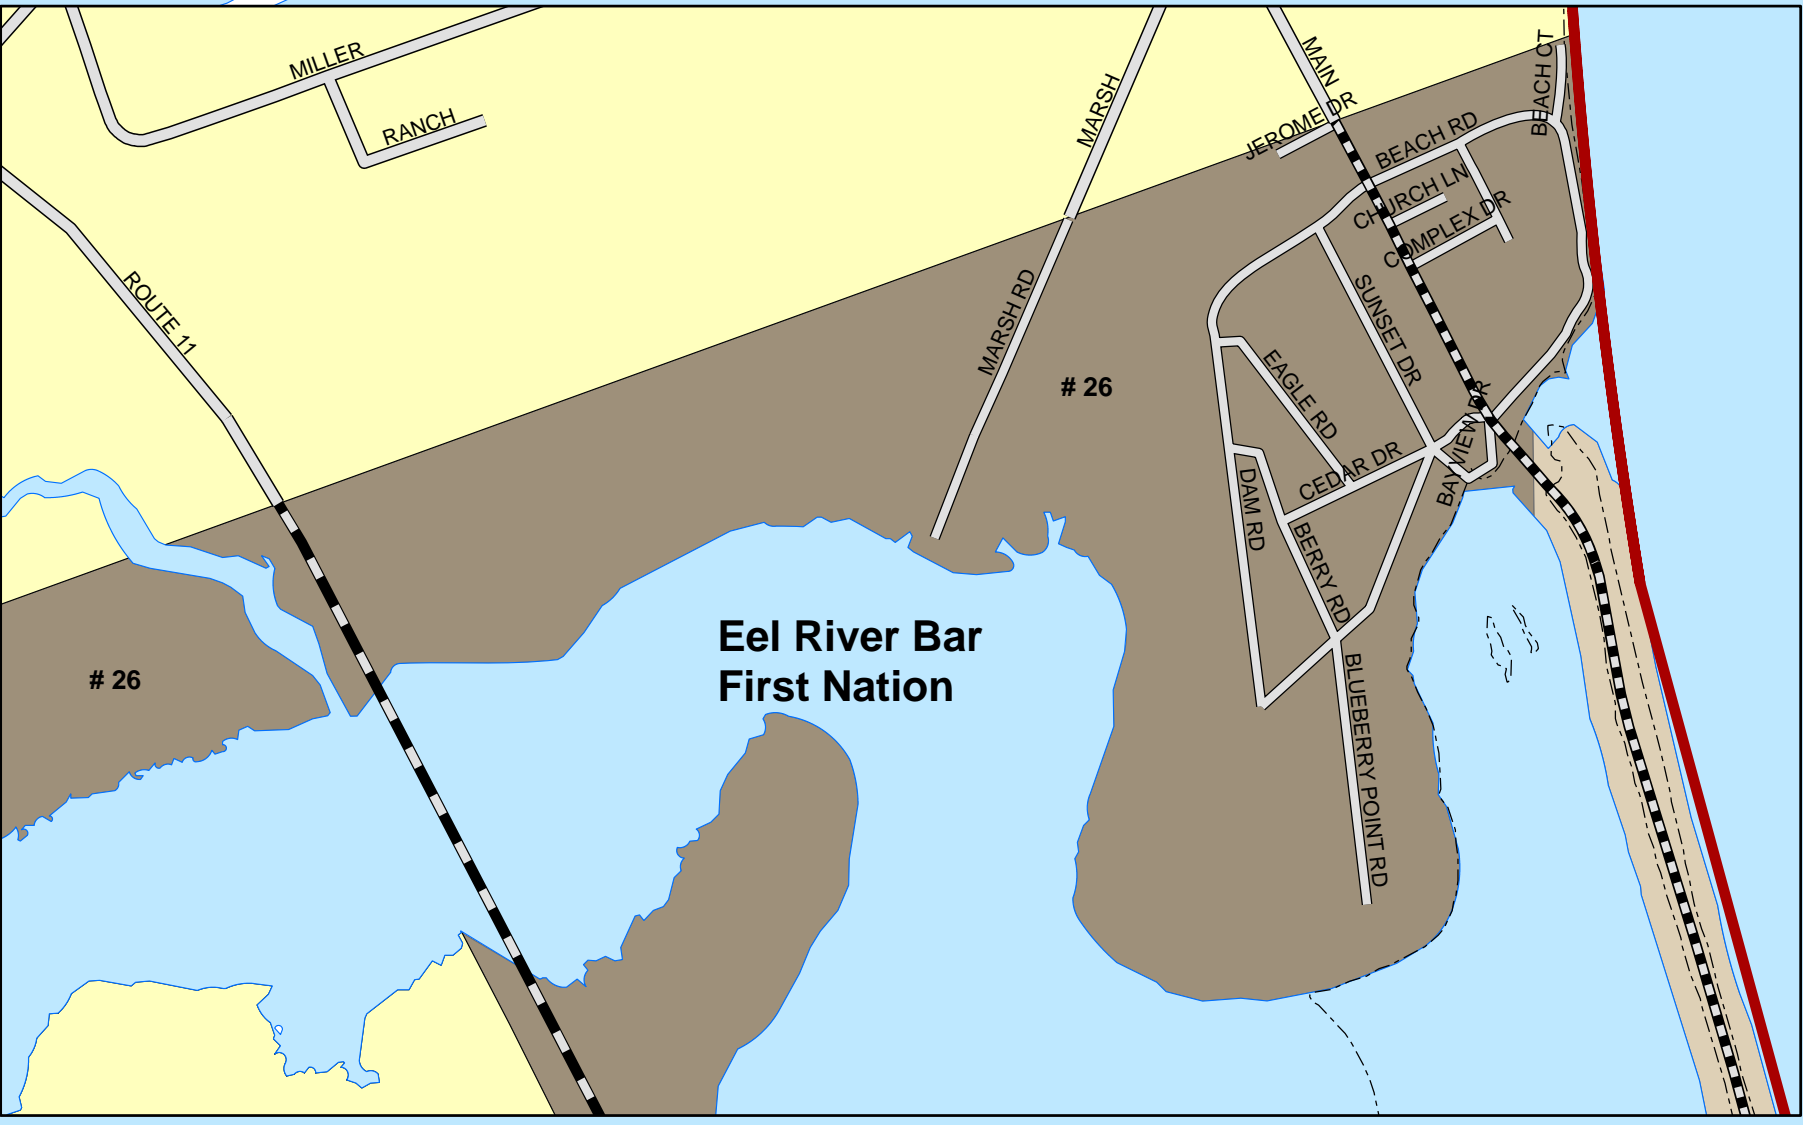 MILLER
RANCH
ROUTE 11
MARSH
MAIN
BEACH CT
JEROME DR
BEACH RD
CHURCH LN
COMPLEX DR
MARSH RD
SUNSET DR
# 26
EAGLE RD
BAYVIEW DR
CEDAR DR
DAM RD
BERRY RD
Eel River Bar
First Nation
# 26
BLUEBERRY POINT RD